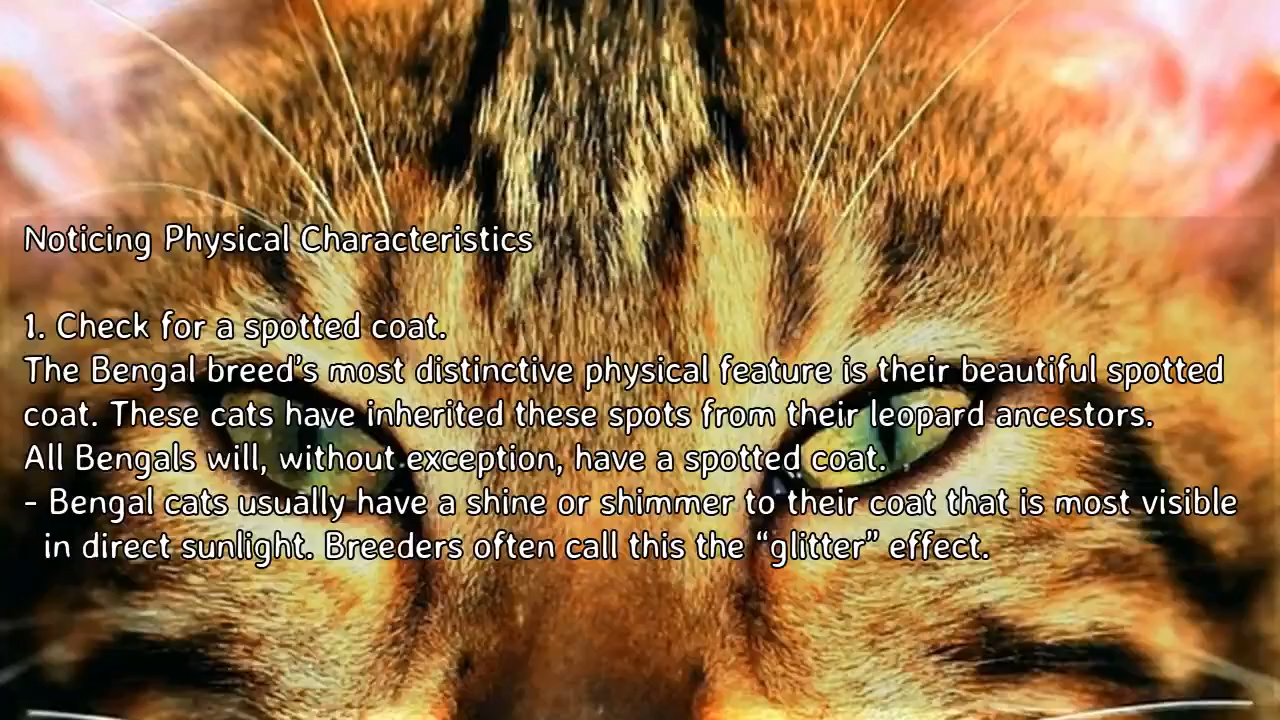 Noticing Physical Characteristics
1. Check for a spotted coat.
The Bengal breed's most distinctive physical feature is their beautiful spotted
coat. These cats have inherited these spots from their leopard ancestors.
All Bengals will, without exception, have a spotted coat.
- Bengal cats usually have a shine or shimmer to their coat that is most visible
in direct sunlight. Breeders often call this the “glitter” effect.